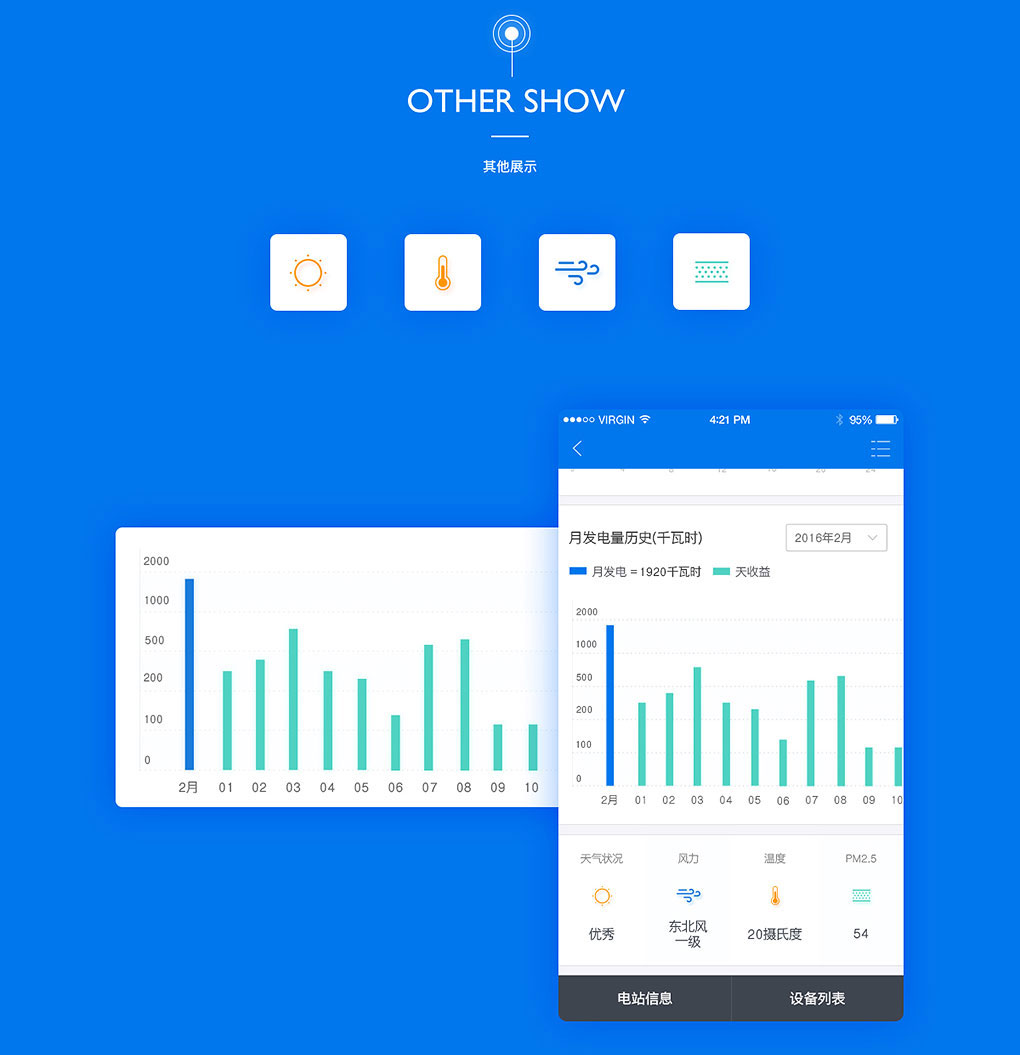 OTHER SHOW
其他展示
2000
1000
500
200
100
0
2月 01 02 03 04 05 06 07 08 09 10
VIRGIN 4:21 PM 95%
月发电量历史(千瓦时) 2016年2月
月发电 = 1920千瓦时 天收益
2000
1000
500
200
100
0
2月 01 02 03 04 05 06 07 08 09 10
天气状况 风力 温度 PM2.5
优秀 东北风 20摄氏度 54
一级
电站信息 设备列表